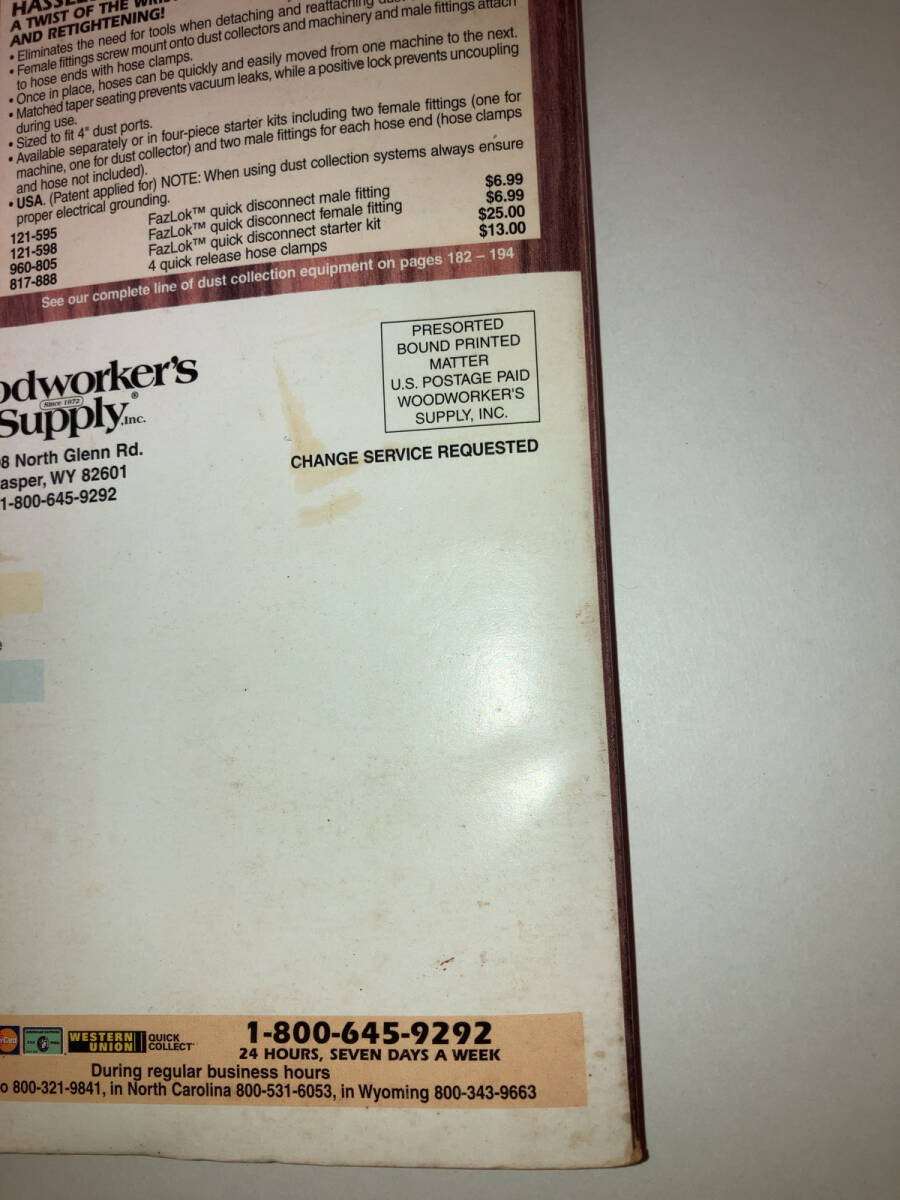 A TWIST OF THE
AND RETIGHTENING!
• Eliminates the need for tools when detaching and reattaching
• Female fittings screw mount onto dust collectors and machinery and male fittings attach
to hose ends with hose clamps.
• Once in place, hoses can be quickly and easily moved from one machine to the next.
• Matched taper seating prevents vacuum leaks, while a positive lock prevents uncoupling
during use.
• Sized to fit 4" dust ports.
• Available separately or in four-piece starter kits including two female fittings (one for
machine, one for dust collector) and two male fittings for each hose end (hose clamps
and hose not included).
• USA. (Patent applied for) NOTE: When using dust collection systems always ensure
proper electrical grounding.
121-595 FazLok™ quick disconnect male fitting $6.99
121-598 FazLok™ quick disconnect female fitting $6.99
960-805 FazLok™ quick disconnect starter kit $25.00
817-888 4 quick release hose clamps $13.00
See our complete line of dust collection equipment on pages 182 – 194
odworker's
Since 1972
Supply,Inc.®
8 North Glenn Rd.
asper, WY 82601
1-800-645-9292
PRESORTED
BOUND PRINTED
MATTER
U.S. POSTAGE PAID
WOODWORKER'S
SUPPLY, INC.
CHANGE SERVICE REQUESTED
WESTERN UNION QUICK COLLECT
1-800-645-9292
24 HOURS, SEVEN DAYS A WEEK
During regular business hours
o 800-321-9841, in North Carolina 800-531-6053, in Wyoming 800-343-9663